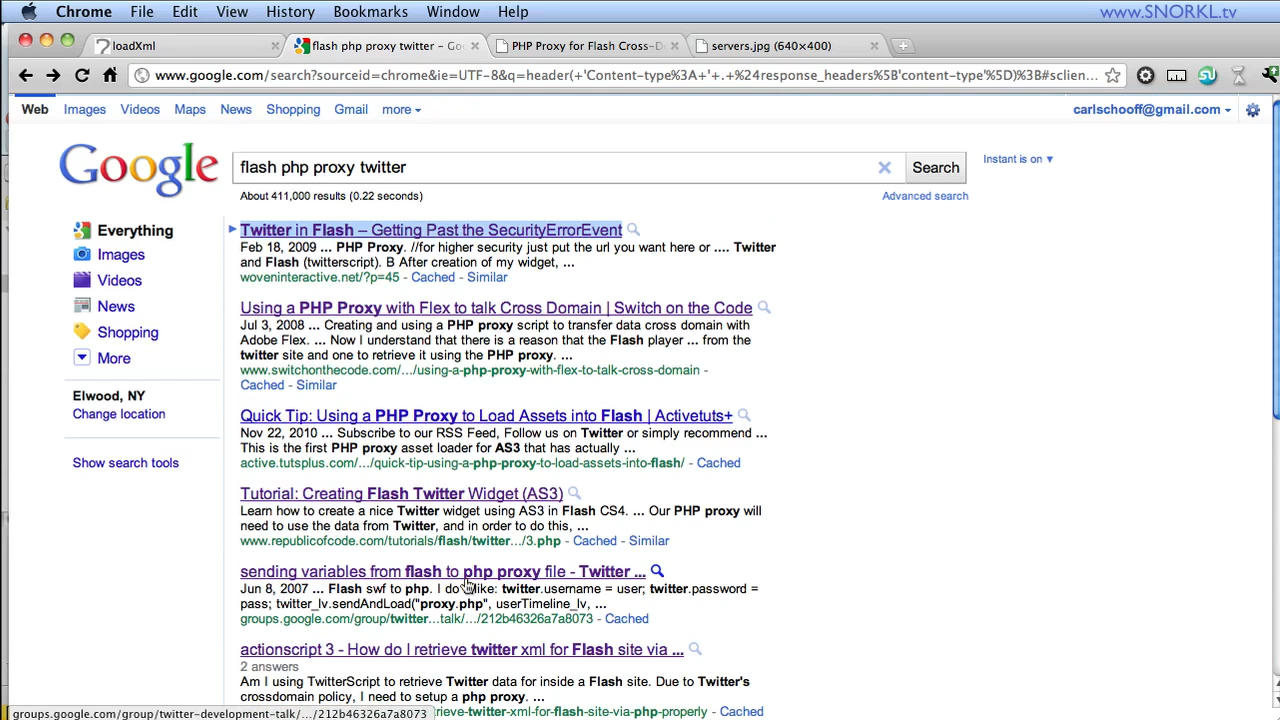 Chrome File Edit View History Bookmarks Window Help www.SNORKL.tv
loadXml flash php proxy twitter - Go PHP Proxy for Flash Cross-D servers.jpg (640×400)
www.google.com/search?sourceid=chrome&ie=UTF-8&q=header(+'Content-type%3A+'+.+%24response_headers%5B'content-type'%5D)%3B#sclien...
Web Images Videos Maps News Shopping Gmail more carlschooff@gmail.com
Google flash php proxy twitter Search Instant is on ▼
About 411,000 results (0.22 seconds) Advanced search
Everything
Images
Videos
News
Shopping
More
Elwood, NY
Change location
Show search tools
Twitter in Flash – Getting Past the SecurityErrorEvent
Feb 18, 2009 ... PHP Proxy. //for higher security just put the url you want here or .... Twitter
and Flash (twitterscript). B After creation of my widget, ...
woveninteractive.net/?p=45 - Cached - Similar
Using a PHP Proxy with Flex to talk Cross Domain | Switch on the Code
Jul 3, 2008 ... Creating and using a PHP proxy script to transfer data cross domain with
Adobe Flex. ... Now I understand that there is a reason that the Flash player ... from the
twitter site and one to retrieve it using the PHP proxy. ...
www.switchonthecode.com/.../using-a-php-proxy-with-flex-to-talk-cross-domain -
Cached - Similar
Quick Tip: Using a PHP Proxy to Load Assets into Flash | Activetuts+
Nov 22, 2010 ... Subscribe to our RSS Feed, Follow us on Twitter or simply recommend ...
This is the first PHP proxy asset loader for AS3 that has actually ...
active.tutsplus.com/.../quick-tip-using-a-php-proxy-to-load-assets-into-flash/ - Cached
Tutorial: Creating Flash Twitter Widget (AS3)
Learn how to create a nice Twitter widget using AS3 in Flash CS4. ... Our PHP proxy will
need to use the data from Twitter, and in order to do this, ...
www.republicofcode.com/tutorials/flash/twitter.../3.php - Cached - Similar
sending variables from flash to php proxy file - Twitter ...
Jun 8, 2007 ... Flash swf to php. I do like: twitter.username = user; twitter.password =
pass; twitter_lv.sendAndLoad("proxy.php", userTimeline_lv, ...
groups.google.com/group/twitter...talk/.../212b46326a7a8073 - Cached
actionscript 3 - How do I retrieve twitter xml for Flash site via ...
2 answers
Am I using TwitterScript to retrieve Twitter data for inside a Flash site. Due to Twitter's
crossdomain policy, I need to setup a php proxy. ...
etrieve-twitter-xml-for-flash-site-via-php-properly - Cached
groups.google.com/group/twitter-development-talk/.../212b46326a7a8073